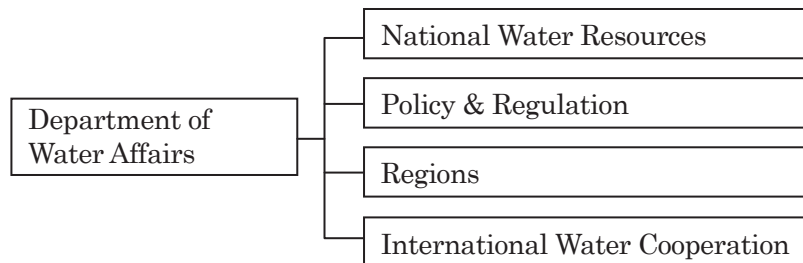 National Water Resources
Policy & Regulation
Department of
Water Affairs
Regions
International Water Cooperation